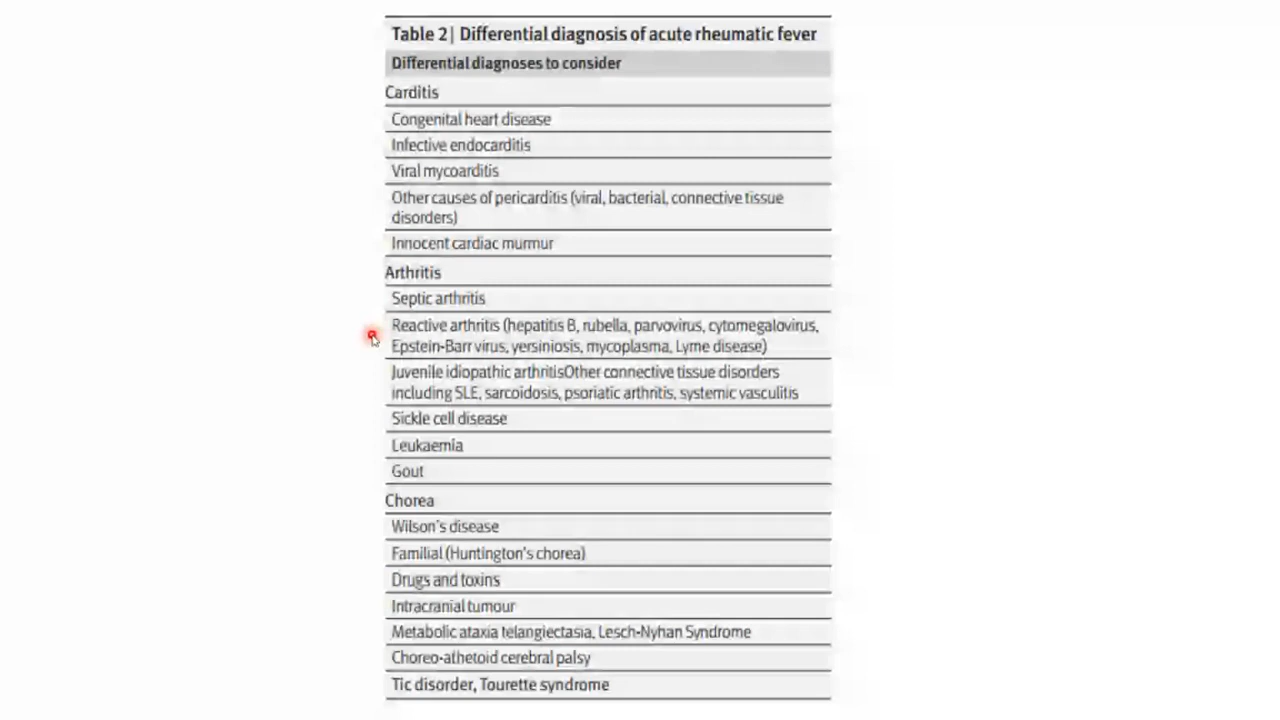 Table 2| Differential diagnosis of acute rheumatic fever
Differential diagnoses to consider
Carditis
Congenital heart disease
Infective endocarditis
Viral mycoarditis
Other causes of pericarditis (viral, bacterial, connective tissue
disorders)
Innocent cardiac murmur
Arthritis
Septic arthritis
Reactive arthritis (hepatitis B, rubella, parvovirus, cytomegalovirus,
Epstein-Barr virus, yersiniosis, mycoplasma, Lyme disease)
Juvenile idiopathic arthritisOther connective tissue disorders
including SLE, sarcoidosis, psoriatic arthritis, systemic vasculitis
Sickle cell disease
Leukaemia
Gout
Chorea
Wilson's disease
Familial (Huntington's chorea)
Drugs and toxins
Intracranial tumour
Metabolic ataxia telangiectasia, Lesch-Nyhan Syndrome
Choreo-athetoid cerebral palsy
Tic disorder, Tourette syndrome